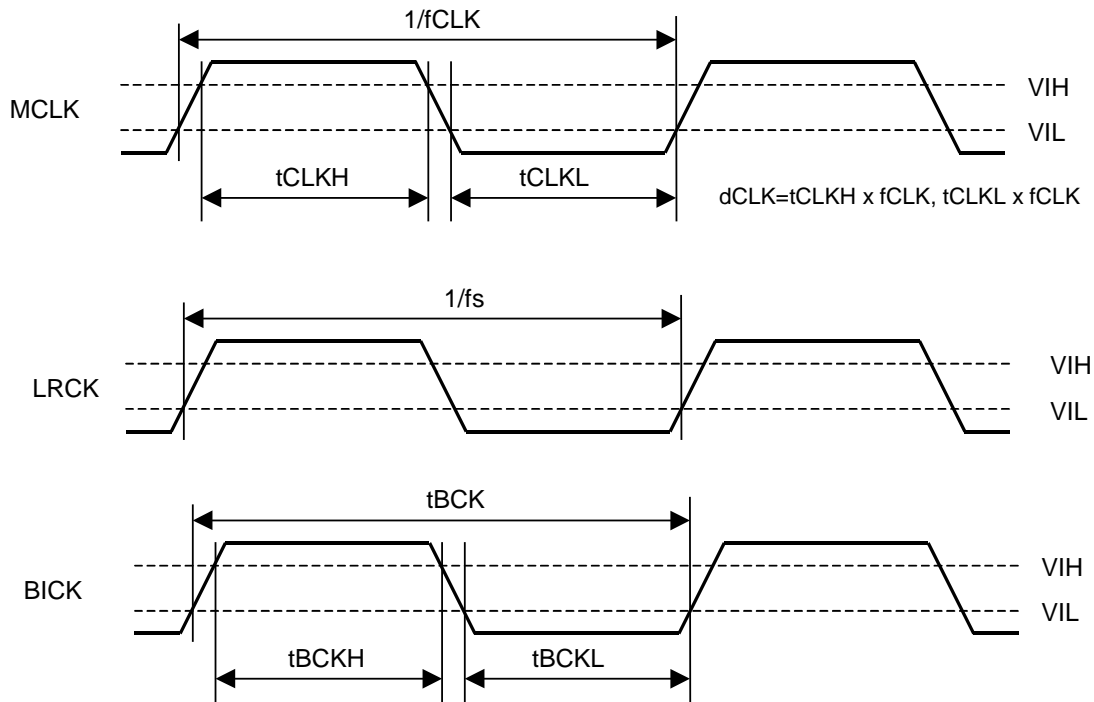 1/fCLK
MCLK
VIH
VIL
tCLKH
tCLKL
dCLK=tCLKH x fCLK, tCLKL x fCLK
1/fs
LRCK
VIH
VIL
tBCK
BICK
VIH
VIL
tBCKH
tBCKL